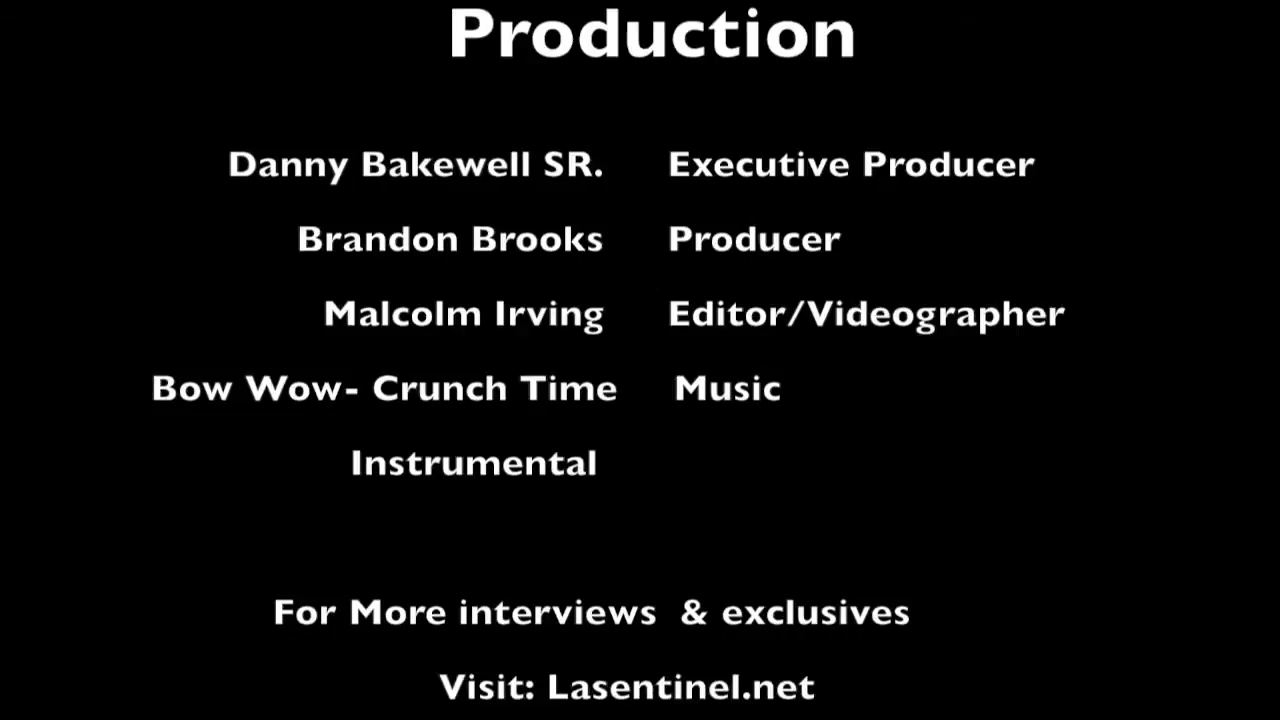 Production
Danny Bakewell SR. Executive Producer
Brandon Brooks Producer
Malcolm Irving Editor/Videographer
Bow Wow- Crunch Time Music
Instrumental
For More interviews & exclusives
Visit: Lasentinel.net